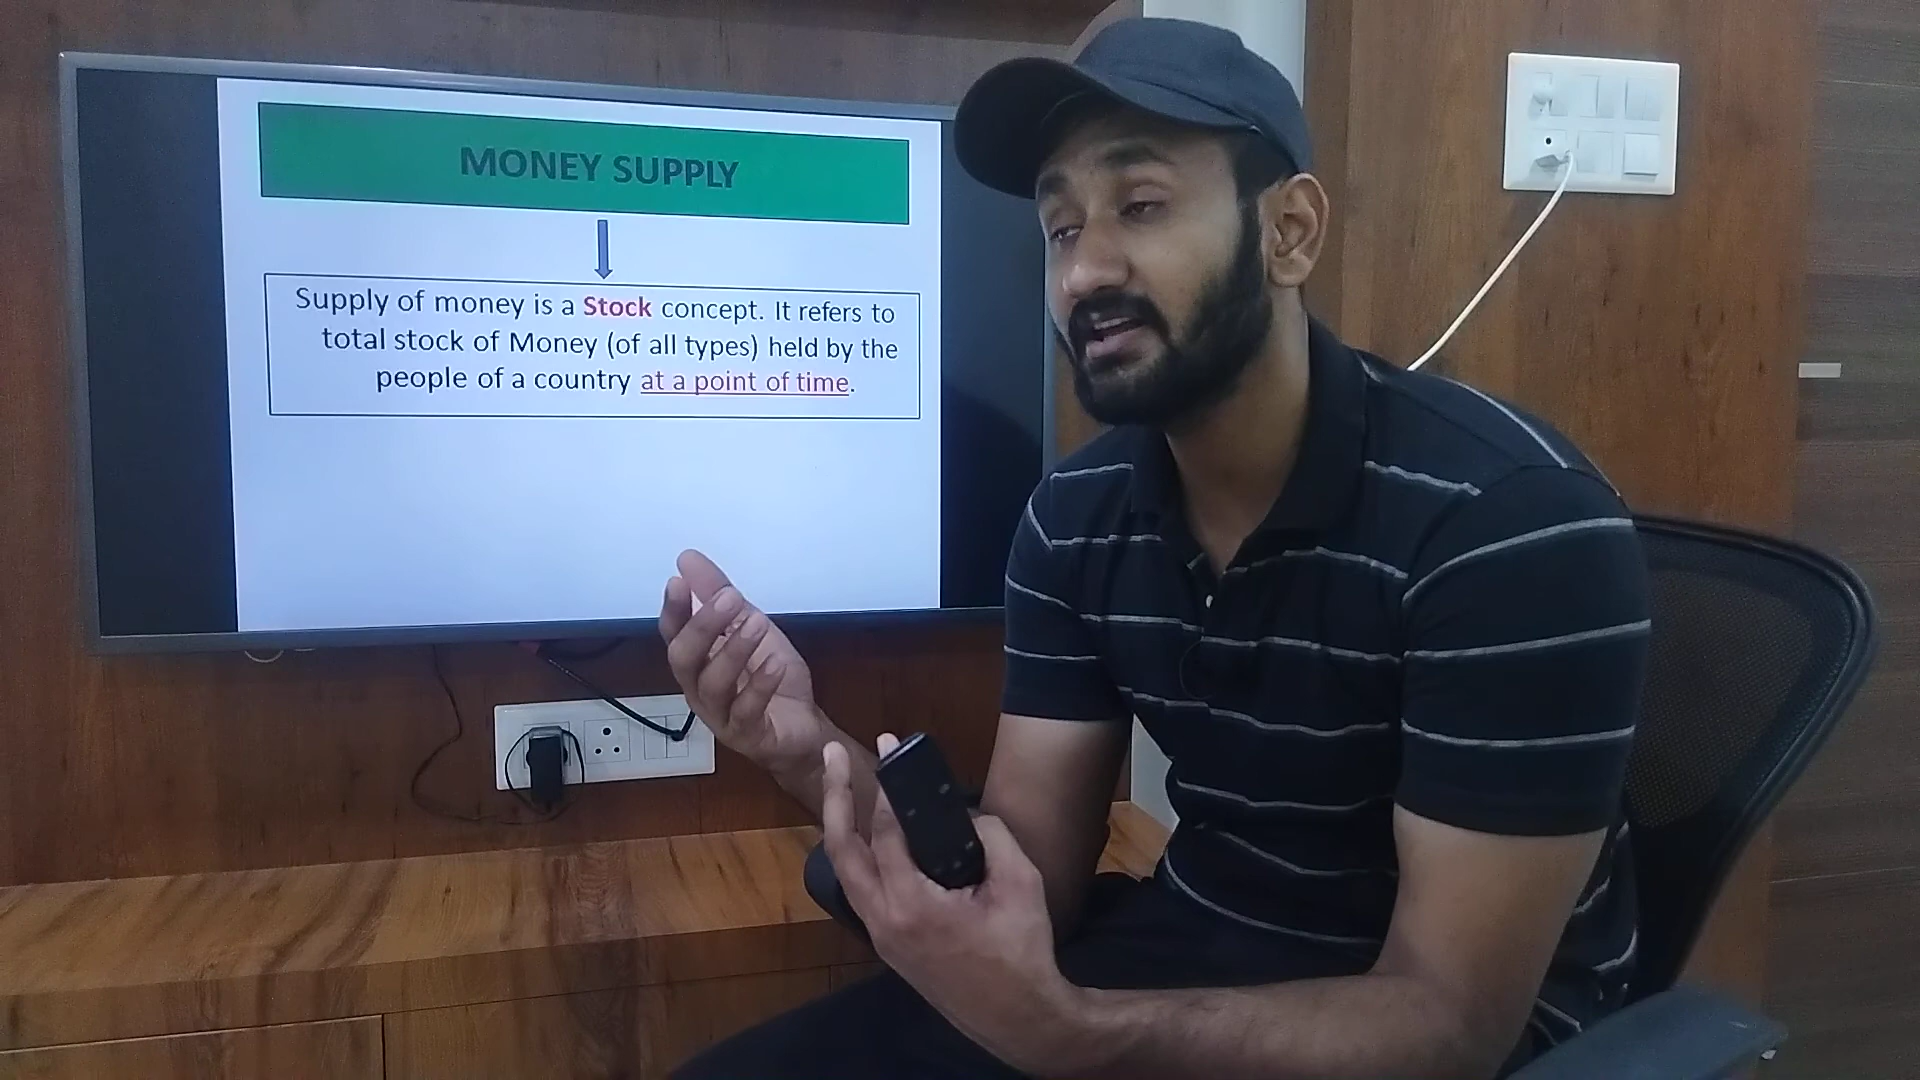 MONEY SUPPLY
Supply of money is a Stock concept. It refers to
total stock of Money (of all types) held by the
people of a country at a point of time.